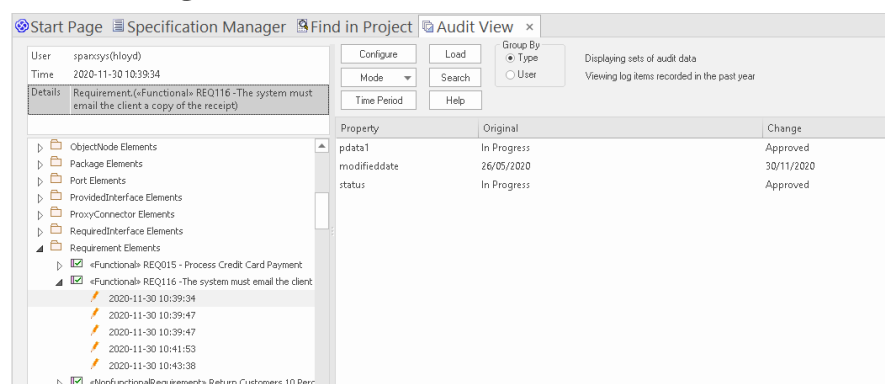 Start Page Specification Manager Find in Project Audit View ×
User sparxsys(hloyd)
Time 2020-11-30 10:39:34
Details Requirement.(«Functional» REQ116 -The system must
email the client a copy of the receipt)
Configure Load
Mode Search
Time Period Help
Group By
Type
User
Displaying sets of audit data
Viewing log items recorded in the past year
ObjectNode Elements
Package Elements
Port Elements
ProvidedInterface Elements
ProxyConnector Elements
RequiredInterface Elements
Requirement Elements
«Functional» REQ015 - Process Credit Card Payment
«Functional» REQ116 -The system must email the client
2020-11-30 10:39:34
2020-11-30 10:39:47
2020-11-30 10:39:47
2020-11-30 10:41:53
2020-11-30 10:43:38
«NonfunctionalRequirement» Return Customers 10 Perc
Property Original Change
pdata1 In Progress Approved
modifieddate 26/05/2020 30/11/2020
status In Progress Approved